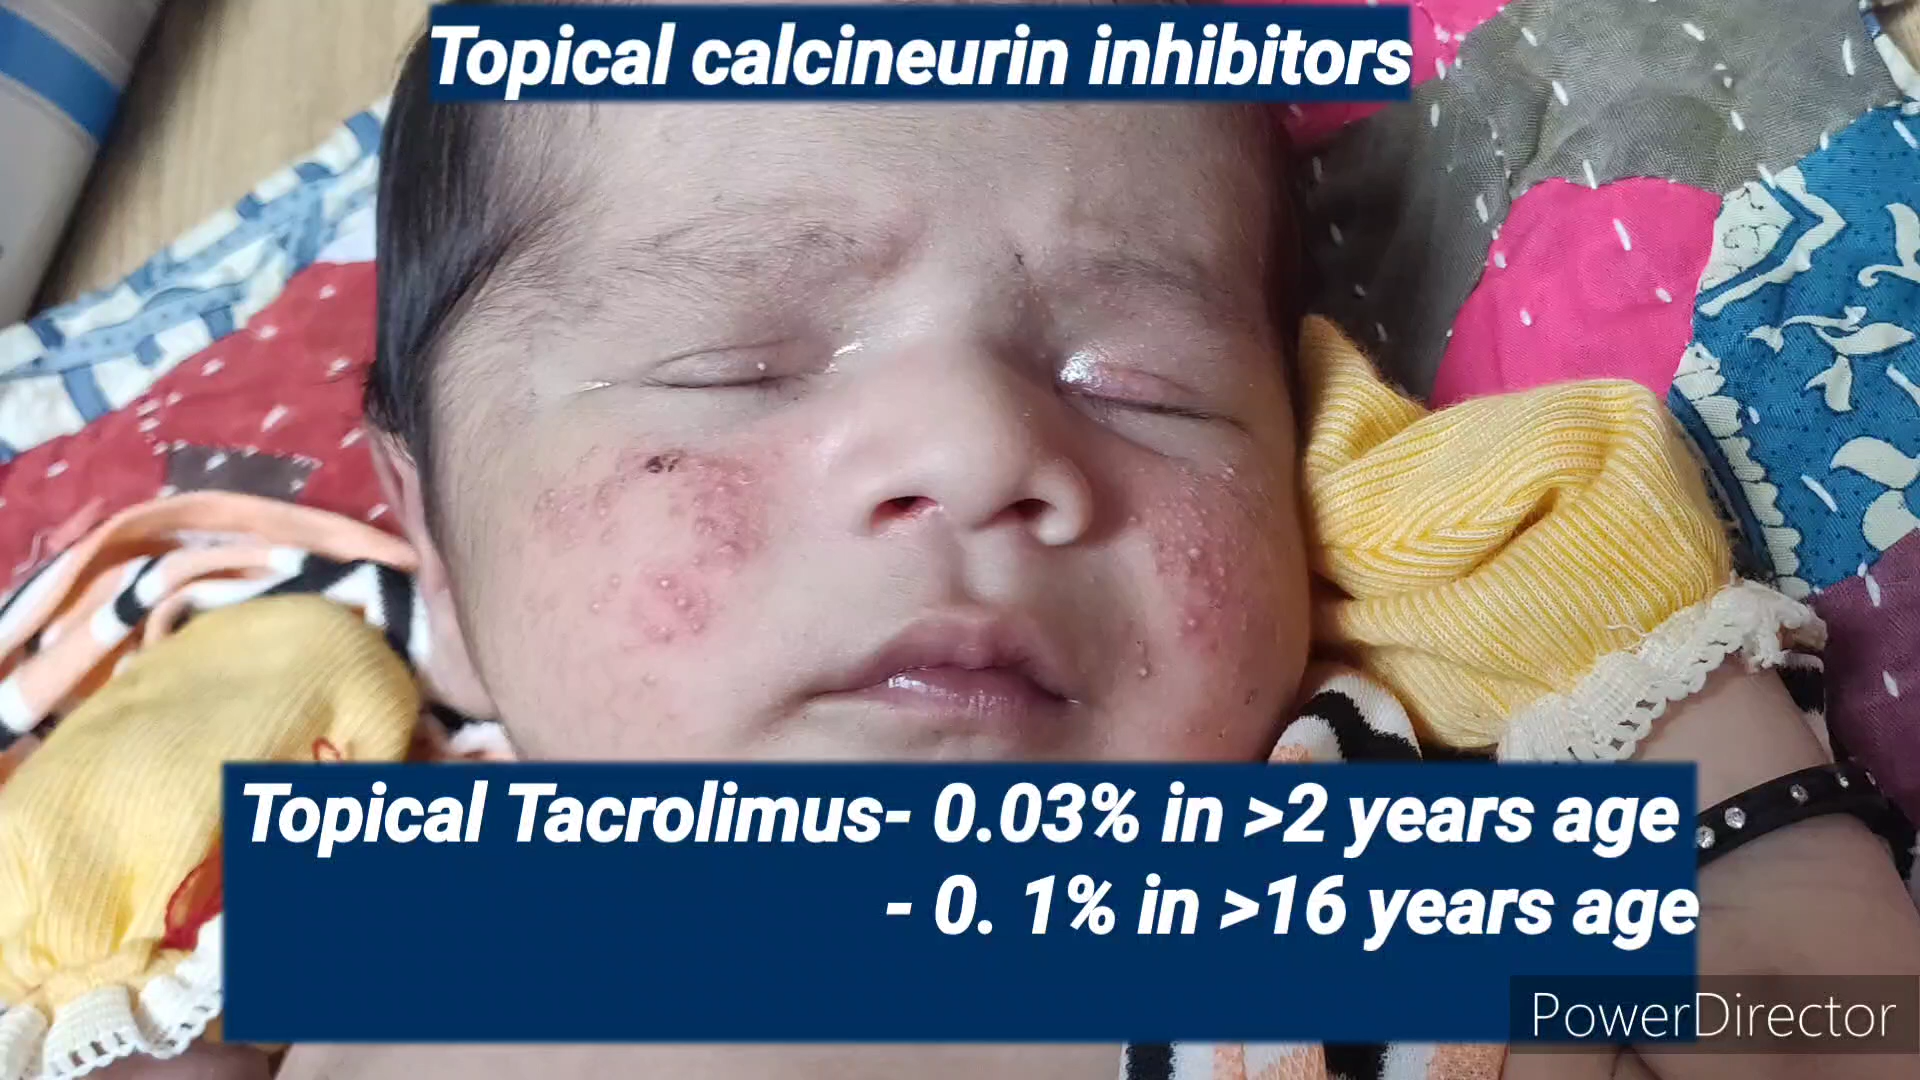 Topical calcineurin inhibitors
Topical Tacrolimus- 0.03% in >2 years age
- 0. 1% in >16 years age
PowerDirector